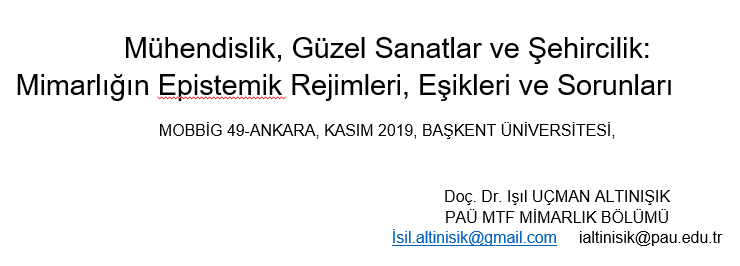 Mühendislik, Güzel Sanatlar ve Şehircilik:
Mimarlığın Epistemik Rejimleri, Eşikleri ve Sorunları
MOBBİG 49-ANKARA, KASIM 2019, BAŞKENT ÜNİVERSİTESİ,
Doç. Dr. Işıl UÇMAN ALTINIŞIK
PAÜ MTF MİMARLIK BÖLÜMÜ
İsil.altinisik@gmail.com ialtinisik@pau.edu.tr